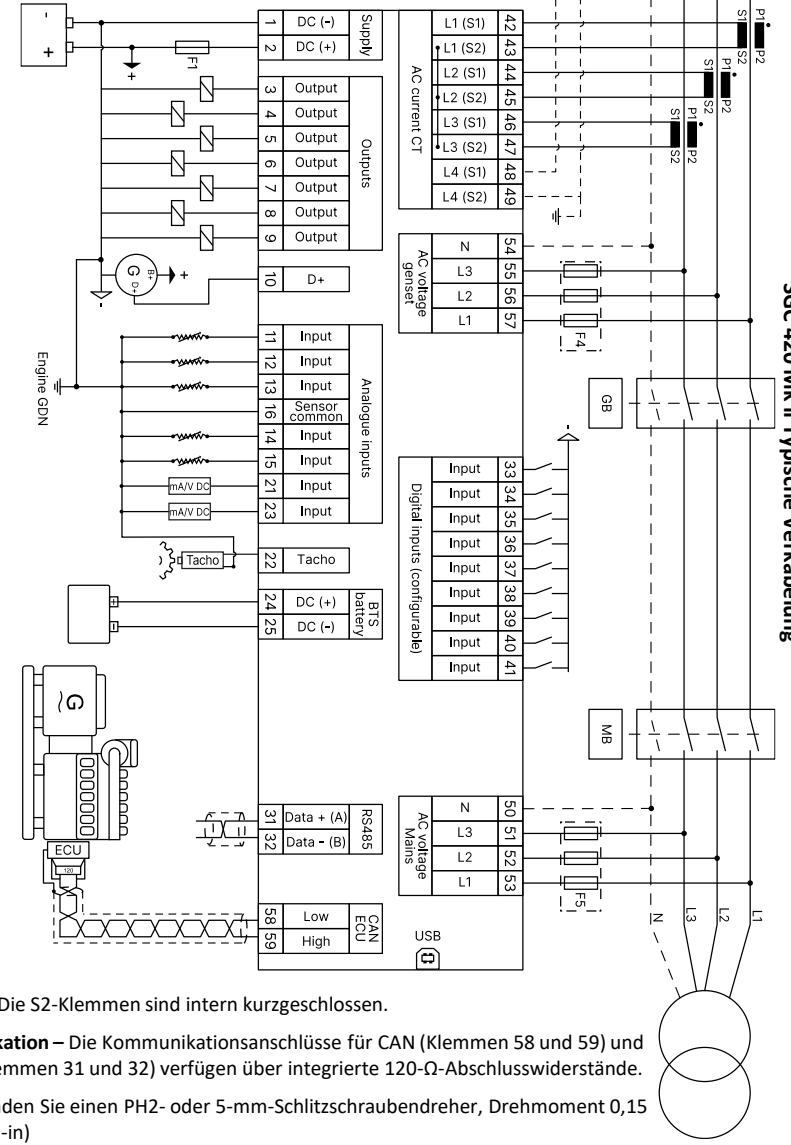 SGC 420 MK II Typische Verkabelung
-
+
F1
1 DC (-)
2 DC (+)
Supply
3 Output
4 Output
5 Output
6 Output
7 Output
8 Output
9 Output
Outputs
G
B+
D+
+
+
10 D+
11 Input
12 Input
13 Input
16 Sensor common
14 Input
15 Input
21 Input
23 Input
Analogue inputs
mA/V DC
mA/V DC
Engine GDN
Tacho
22 Tacho
24 DC (+)
25 DC (-)
BTS battery
+
-
G
~
ECU
120
31 Data + (A)
32 Data - (B)
RS485
58 Low
59 High
CAN ECU
USB
AC current CT
L1 (S1) 42
L1 (S2) 43
L2 (S1) 44
L2 (S2) 45
L3 (S1) 46
L3 (S2) 47
L4 (S1) 48
L4 (S2) 49
S1 P1
S2 P2
S1 P1
S2 P2
S1 P1
S2 P2
AC voltage genset
N 54
L3 55
L2 56
L1 57
F4
GB
Digital inputs (configurable)
Input 33
Input 34
Input 35
Input 36
Input 37
Input 38
Input 39
Input 40
Input 41
MB
AC voltage Mains
N 50
L3 51
L2 52
L1 53
F5
N
L3
L2
L1
Die S2-Klemmen sind intern kurzgeschlossen.
kation – Die Kommunikationsanschlüsse für CAN (Klemmen 58 und 59) und
emmen 31 und 32) verfügen über integrierte 120-Ω-Abschlusswiderstände.
den Sie einen PH2- oder 5-mm-Schlitzschraubendreher, Drehmoment 0,15
-in)